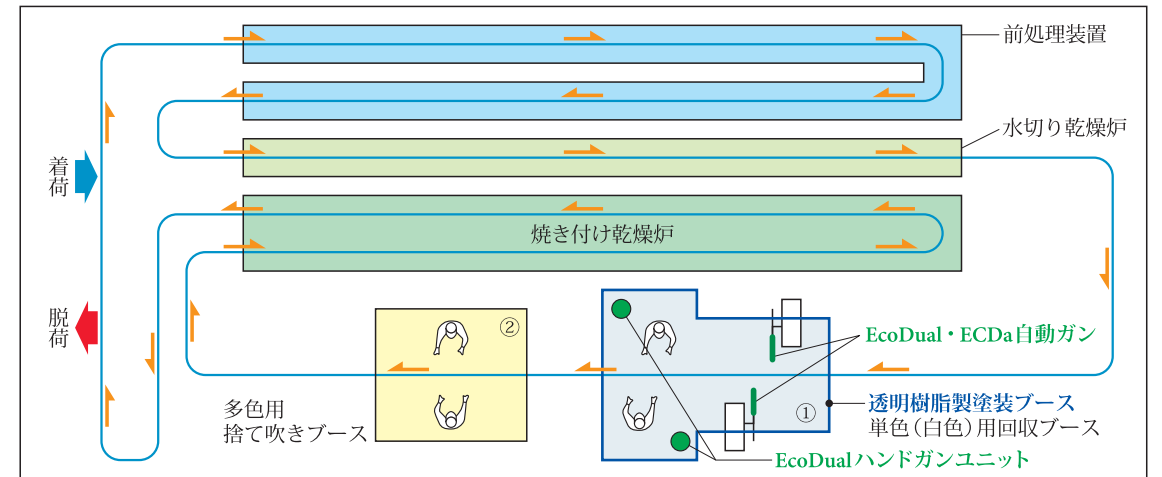 前処理装置
水切り乾燥炉
着荷
焼き付け乾燥炉
脱荷
②
EcoDual・ECDa自動ガン
多色用
捨て吹きブース
①
透明樹脂製塗装ブース
単色（白色）用回収ブース
EcoDualハンドガンユニット